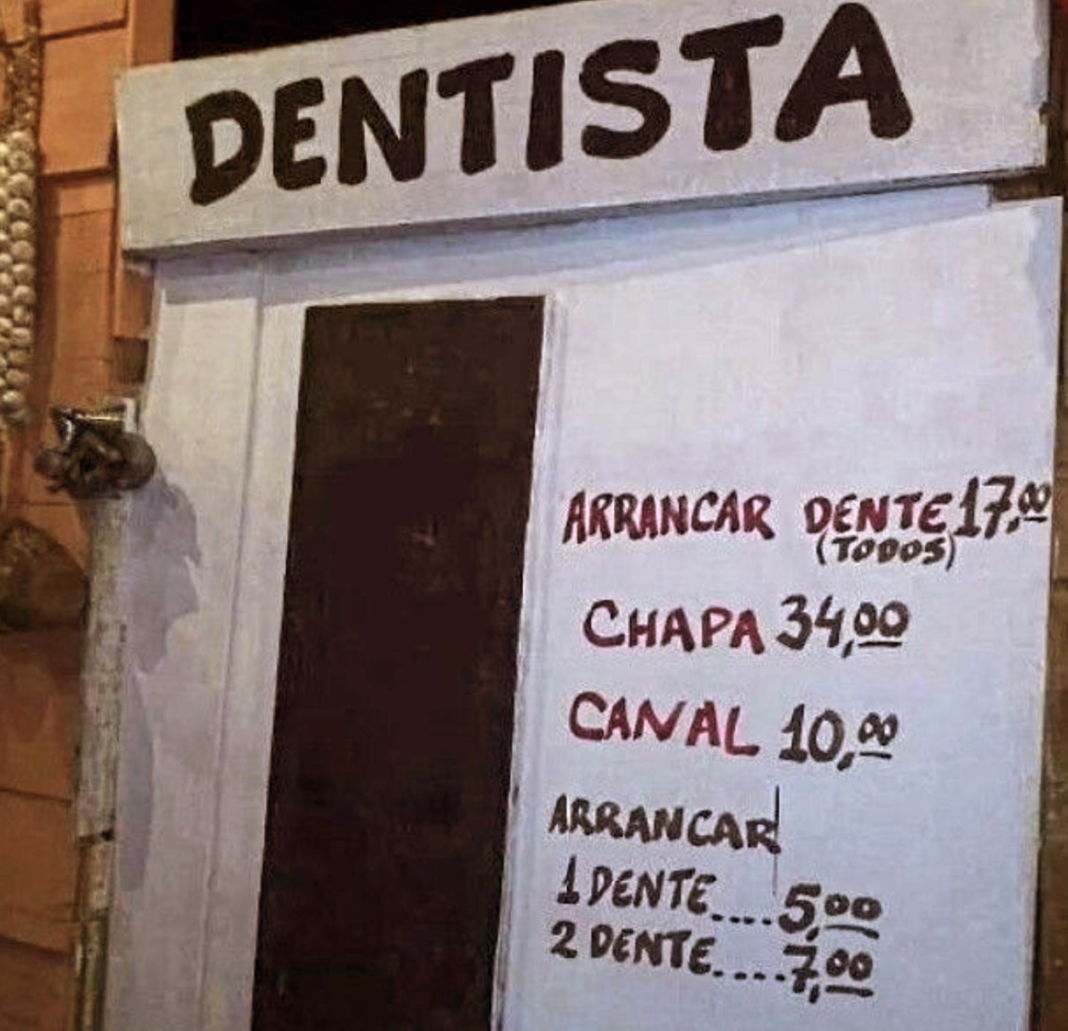 DENTISTA
ARRANCAR DENTE 17,00
(TODOS)
CHAPA 34,00
CANAL 10,00
ARRANCAR
1 DENTE....5,00
2 DENTE....7,00